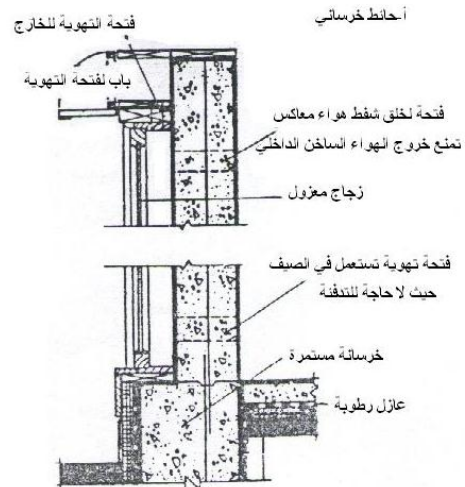 أ-حائط خرساني
فتحة التهوية للخارج
باب لفتحة التهوية
فتحة لخلق شفط هواء معاكس
تمنع خروج الهواء الساخن الداخلي
زجاج معزول
فتحة تهوية تستعمل في الصيف
حيث لا حاجة للتدفئة
خرسانة مستمرة
عازل رطوبة